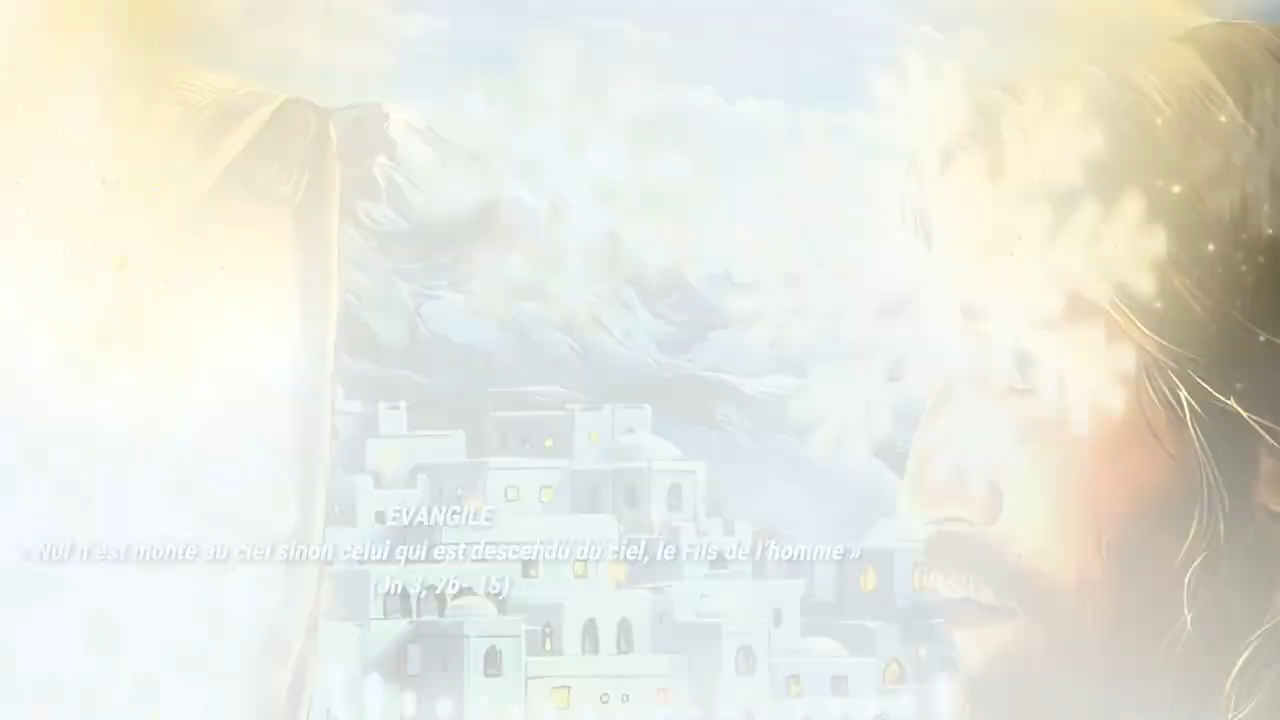 EVANGILE
« Nul n'est monté au ciel sinon celui qui est descendu du ciel, le Fils de l'homme »
(Jn 3, 7b-15)